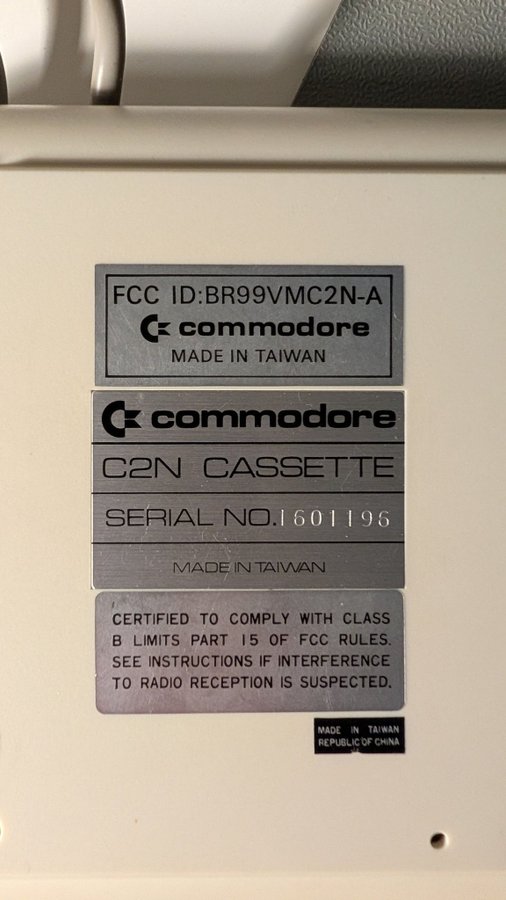 FCC ID:BR99VMC2N-A
commodore
MADE IN TAIWAN
commodore
C2N CASSETTE
SERIAL NO.1601196
MADE IN TAIWAN
CERTIFIED TO COMPLY WITH CLASS
B LIMITS PART 15 OF FCC RULES.
SEE INSTRUCTIONS IF INTERFERENCE
TO RADIO RECEPTION IS SUSPECTED.
MADE IN TAIWAN
REPUBLIC OF CHINA